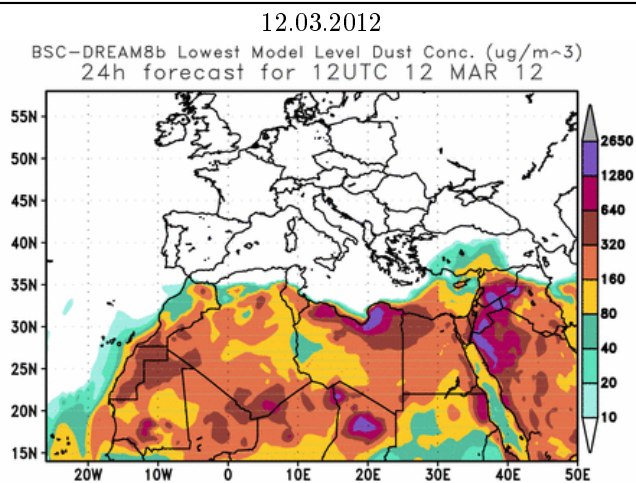 12.03.2012
BSC-DREAM8b Lowest Model Level Dust Conc. (ug/m^3)
24h forecast for 12UTC 12 MAR 12
55N
50N
45N
40N
35N
30N
25N
20N
15N
20W 10W 0 10E 20E 30E 40E 50E
2650
1280
640
320
160
80
40
20
10